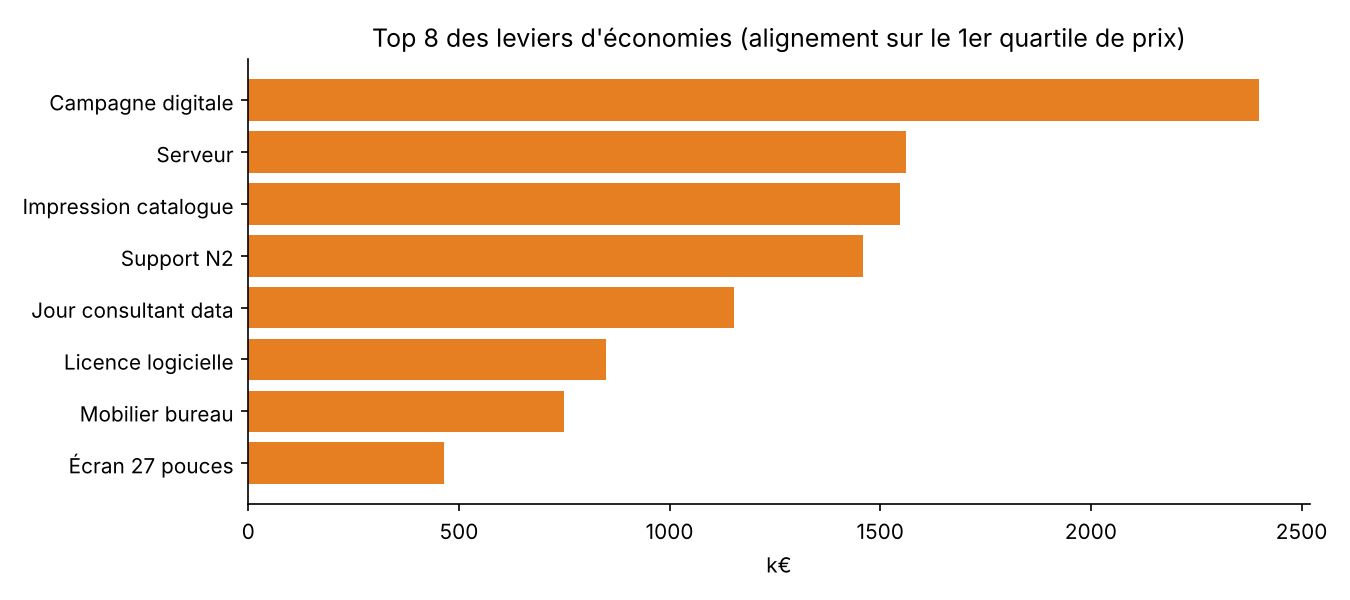 Top 8 des leviers d'économies (alignement sur le 1er quartile de prix)
Campagne digitale
Serveur
Impression catalogue
Support N2
Jour consultant data
Licence logicielle
Mobilier bureau
Écran 27 pouces
0 500 1000 1500 2000 2500
k€